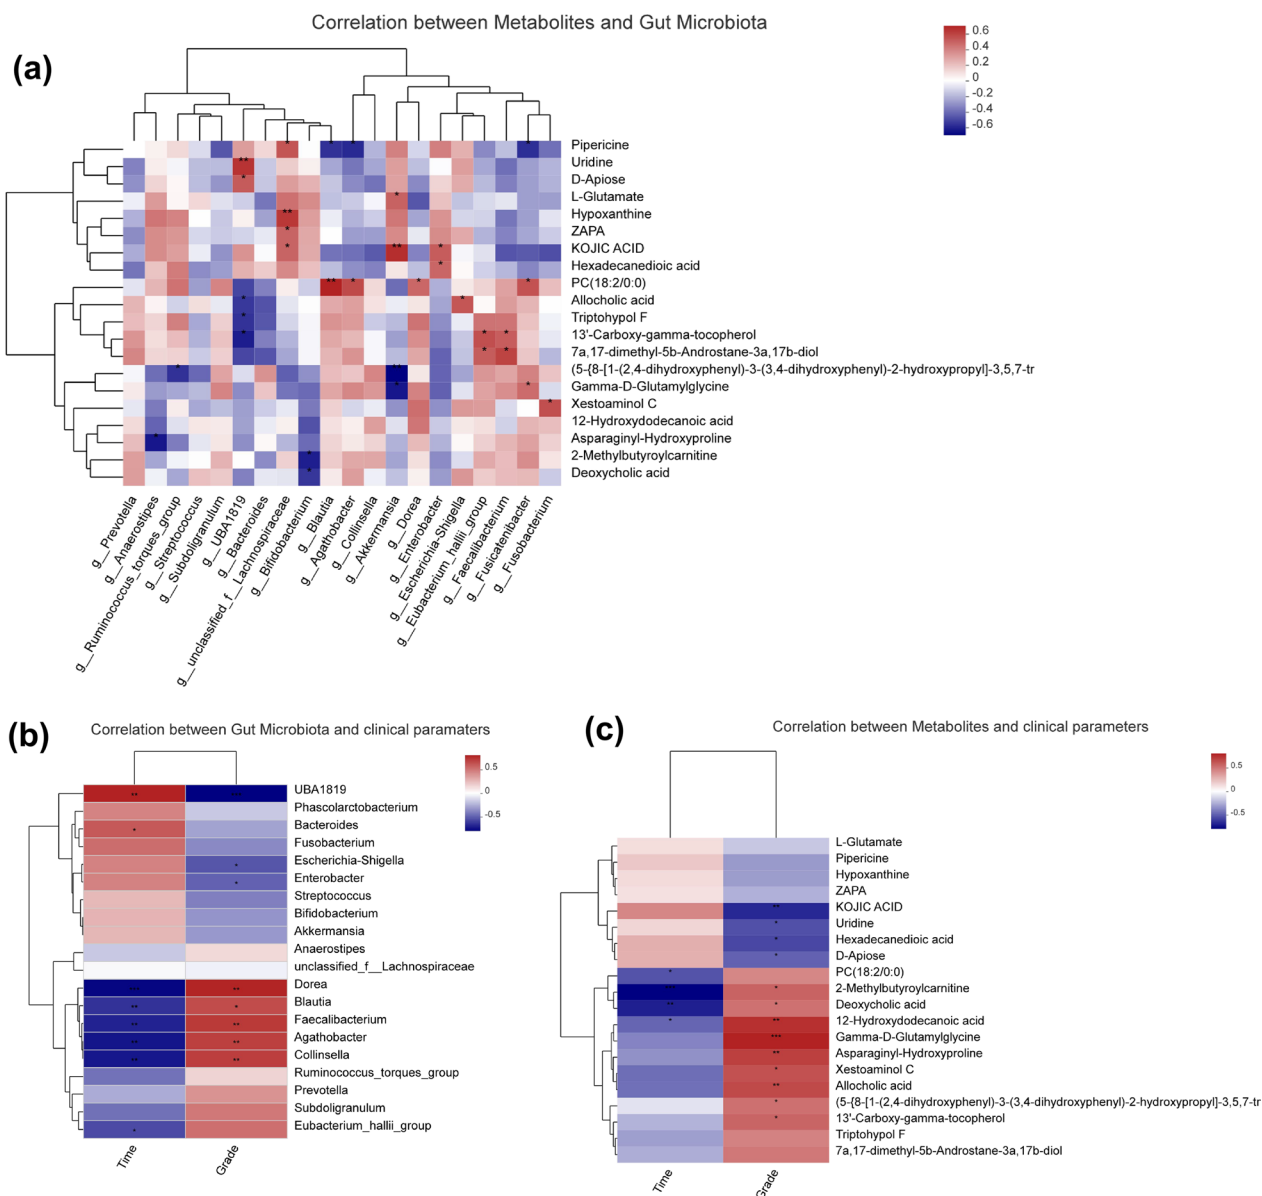 Correlation between Metabolites and Gut Microbiota
(a)
0.6
0.4
0.2
0
-0.2
-0.4
-0.6
Pipericine
Uridine
D-Apiose
L-Glutamate
Hypoxanthine
ZAPA
KOJIC ACID
Hexadecanedioic acid
PC(18:2/0:0)
Allocholic acid
Triptohypol F
13'-Carboxy-gamma-tocopherol
7a,17-dimethyl-5b-Androstane-3a,17b-diol
(5-{8-[1-(2,4-dihydroxyphenyl)-3-(3,4-dihydroxyphenyl)-2-hydroxypropyl]-3,5,7-tr
Gamma-D-Glutamylglycine
Xestoaminol C
12-Hydroxydodecanoic acid
Asparaginyl-Hydroxyproline
2-Methylbutyroylcarnitine
Deoxycholic acid
g__Prevotella
g__Anaerostipes
g__Ruminococcus_torques_group
g__Streptococcus
g__Subdoligranulum
g__UBA1819
g__Bacteroides
g__unclassified_f__Lachnospiraceae
g__Bifidobacterium
g__Blautia
g__Agathobacter
g__Collinsella
g__Akkermansia
g__Dorea
g__Enterobacter
g__Escherichia-Shigella
g__Eubacterium_hallii_group
g__Faecalibacterium
g__Fusicatenibacter
g__Fusobacterium
(b)
Correlation between Gut Microbiota and clinical paramaters
0.5
0
-0.5
UBA1819
Phascolarctobacterium
Bacteroides
Fusobacterium
Escherichia-Shigella
Enterobacter
Streptococcus
Bifidobacterium
Akkermansia
Anaerostipes
unclassified_f__Lachnospiraceae
Dorea
Blautia
Faecalibacterium
Agathobacter
Collinsella
Ruminococcus_torques_group
Prevotella
Subdoligranulum
Eubacterium_hallii_group
Time
Grade
(c)
Correlation between Metabolites and clinical parameters
0.5
0
-0.5
L-Glutamate
Pipericine
Hypoxanthine
ZAPA
KOJIC ACID
Uridine
Hexadecanedioic acid
D-Apiose
PC(18:2/0:0)
2-Methylbutyroylcarnitine
Deoxycholic acid
12-Hydroxydodecanoic acid
Gamma-D-Glutamylglycine
Asparaginyl-Hydroxyproline
Xestoaminol C
Allocholic acid
(5-{8-[1-(2,4-dihydroxyphenyl)-3-(3,4-dihydroxyphenyl)-2-hydroxypropyl]-3,5,7-tr
13'-Carboxy-gamma-tocopherol
Triptohypol F
7a,17-dimethyl-5b-Androstane-3a,17b-diol
Time
Grade